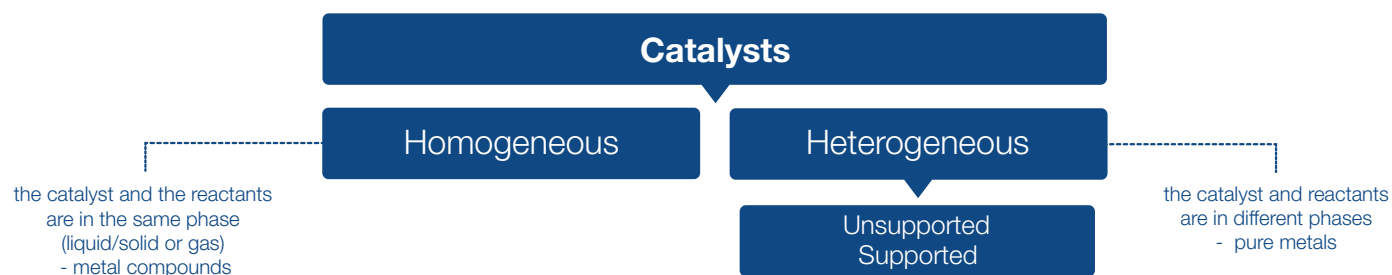 Catalysts
Homogeneous
Heterogeneous
the catalyst and the reactants
are in the same phase
(liquid/solid or gas)
- metal compounds
Unsupported
Supported
the catalyst and reactants
are in different phases
- pure metals